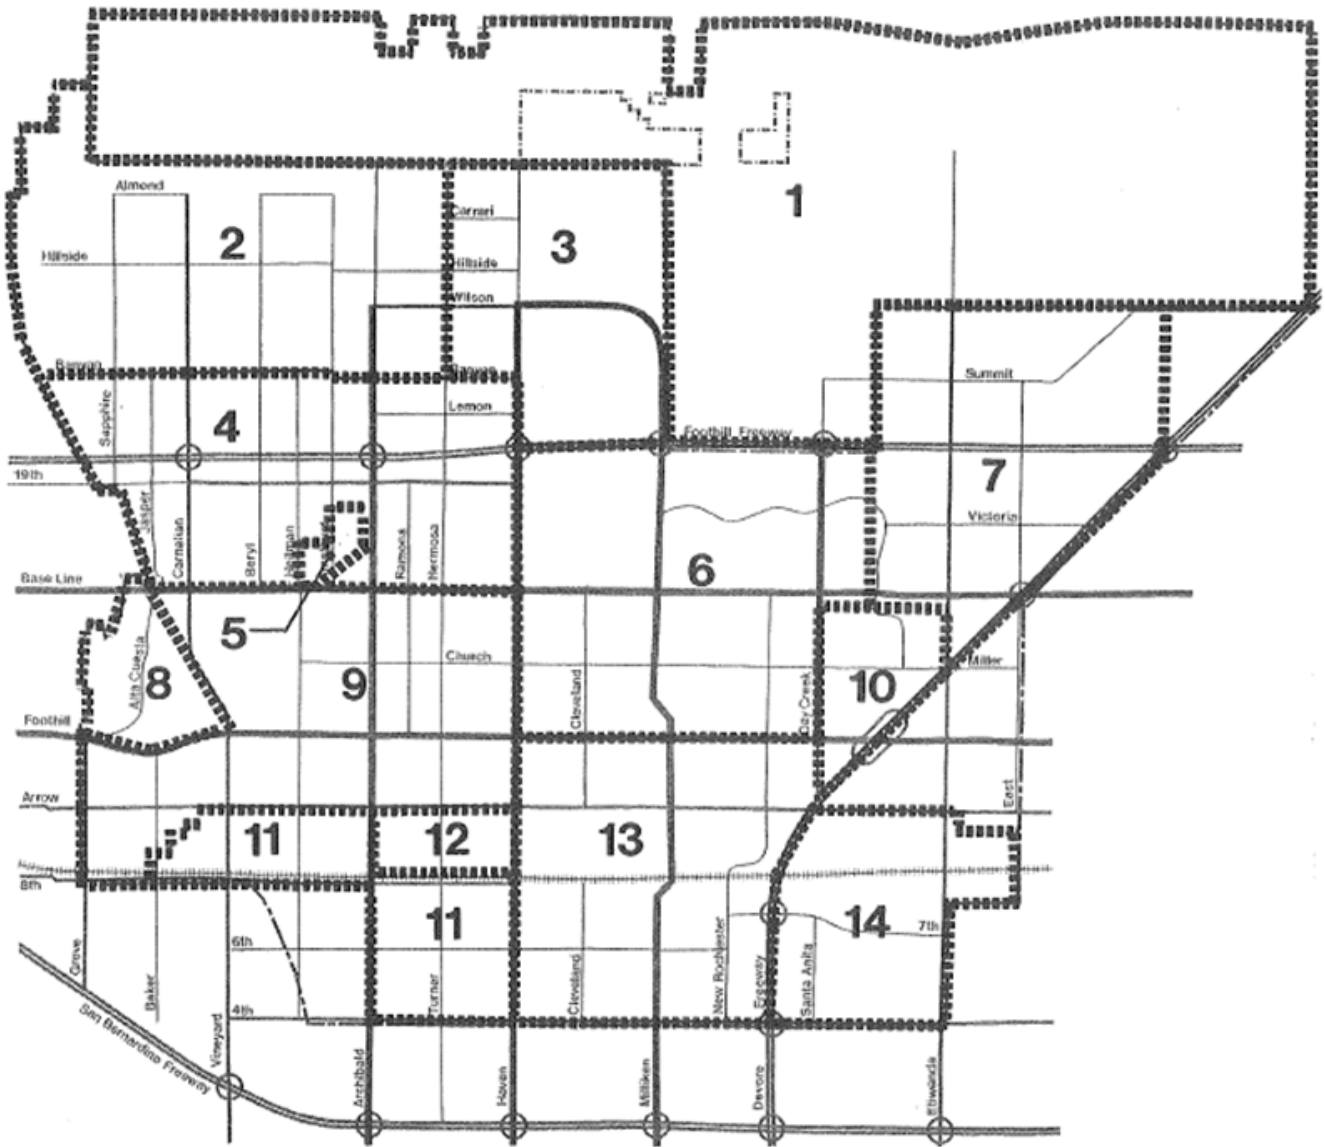 1
Almond
Carrari
2
3
Hillside
Hillside
Wilson
Banyan
Banyan
Summit
Sapphire
Lemon
4
Foothill Freeway
19th
7
Jasper
Carnelian
Beryl
Hellman
Ramona
Hermosa
Victoria
6
Base Line
5
Church
Alta Cuesta
8
9
Cleveland
Day Creek
10
Miller
Foothill
Arrow
East
11
12
13
8th
11
14
7th
6th
Grove
Baker
Turner
Cleveland
New Rochester
Freeway
Santa Anita
4th
San Bernardino Freeway
Vineyard
Archibald
Haven
Milliken
Devore
Etiwanda